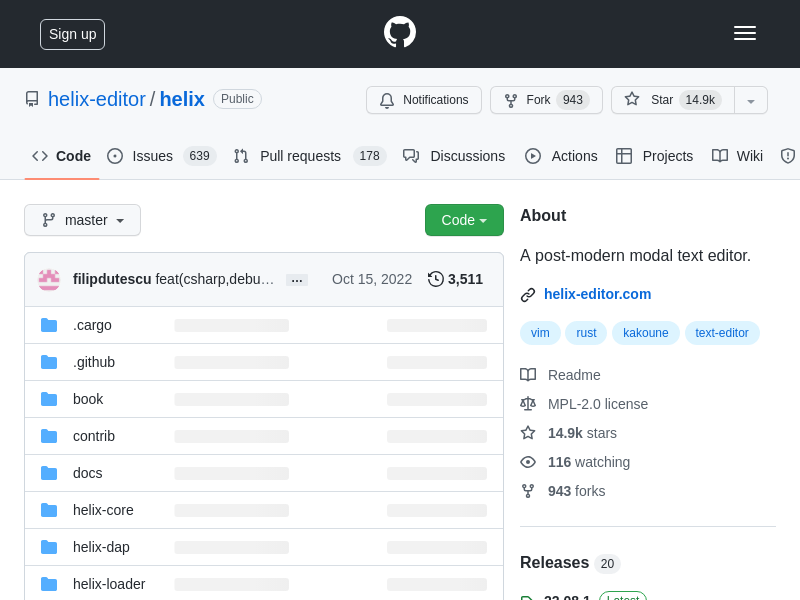 Sign up
helix-editor / helix Public
Notifications Fork 943 Star 14.9k
Code Issues 639 Pull requests 178 Discussions Actions Projects Wiki
master Code
filipdutescu feat(csharp,debu… … Oct 15, 2022 3,511
.cargo
.github
book
contrib
docs
helix-core
helix-dap
helix-loader
About
A post-modern modal text editor.
helix-editor.com
vim rust kakoune text-editor
Readme
MPL-2.0 license
14.9k stars
116 watching
943 forks
Releases 20
22.08.1 Latest